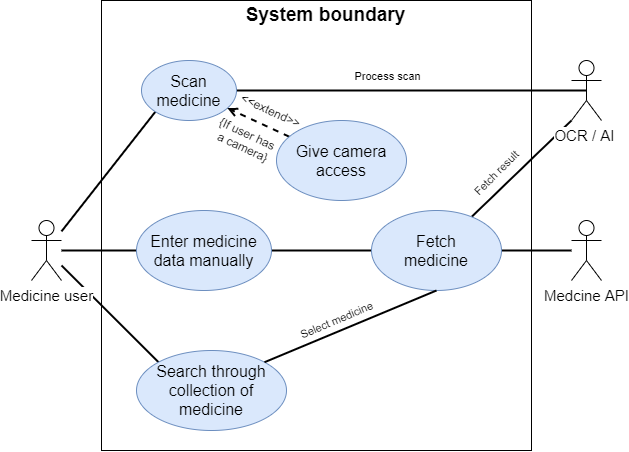 System boundary
Scan
medicine
Process scan
<<extend>>
{If user has
a camera}
Give camera
access
OCR / AI
Fetch result
Medicine user
Enter medicine
data manually
Fetch
medicine
Medcine API
Select medicine
Search through
collection of
medicine